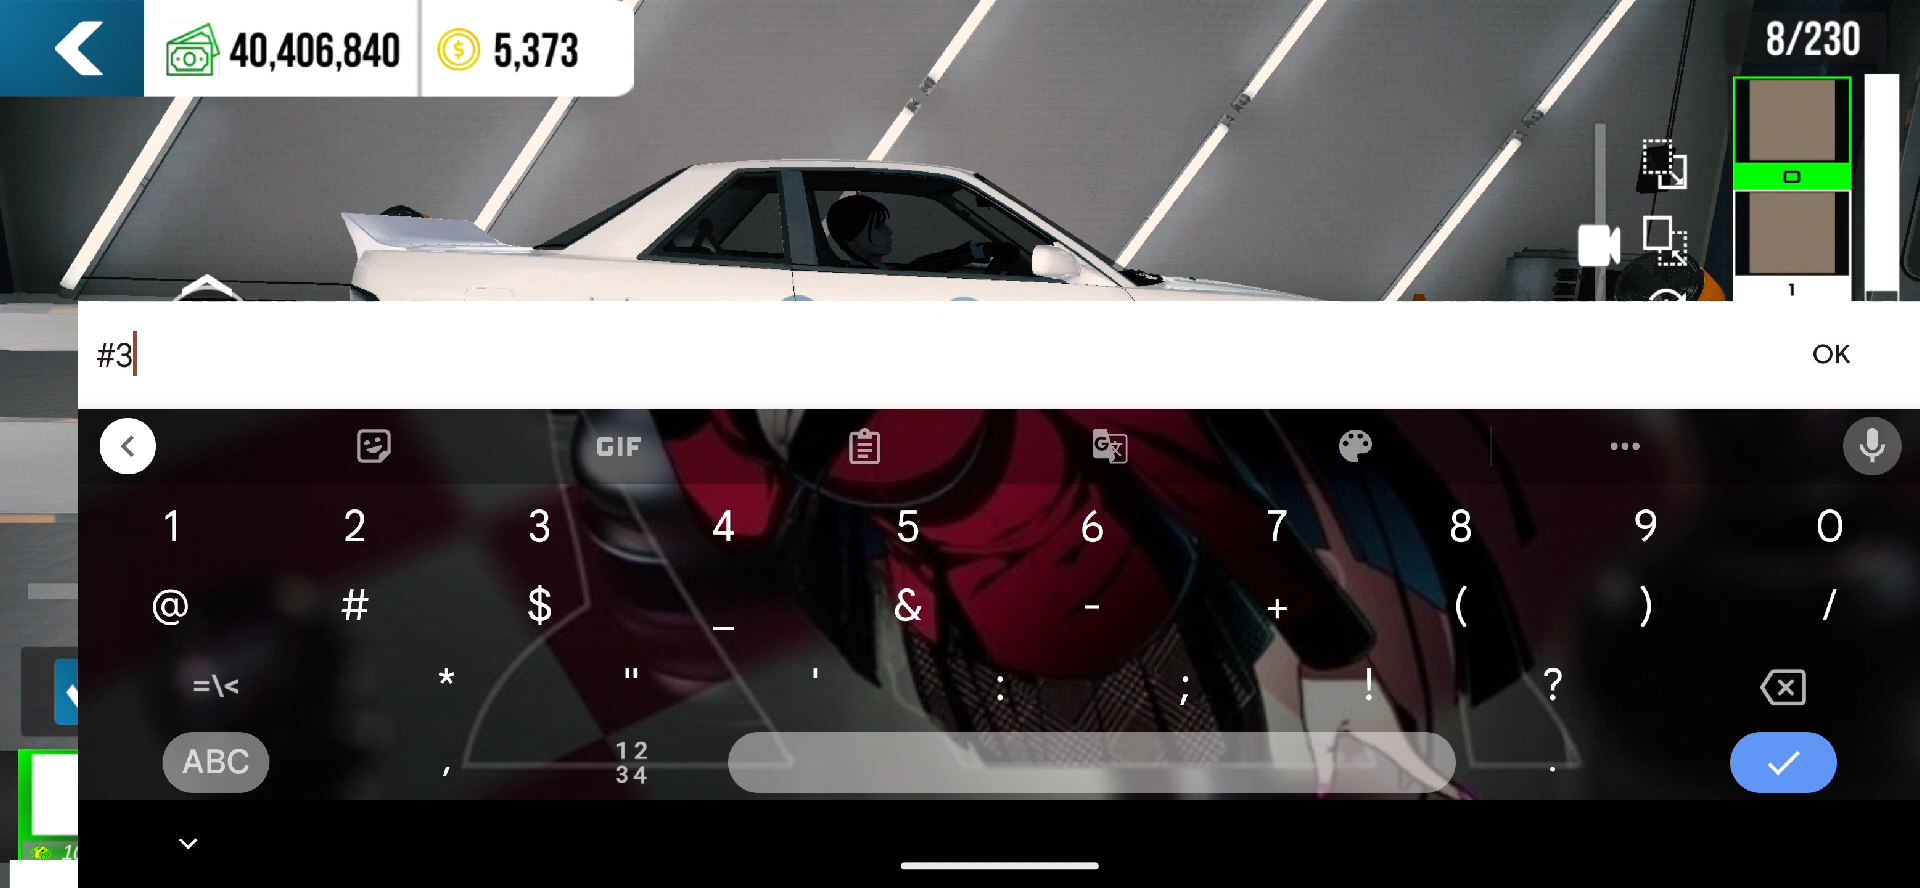 40,406,840
5,373
8/230
1
#3
OK
GIF
1 2 3 4 5 6 7 8 9 0
@ # $ _ & - + ( ) /
=\< * " ' : ; ! ?
ABC , 12 34 .